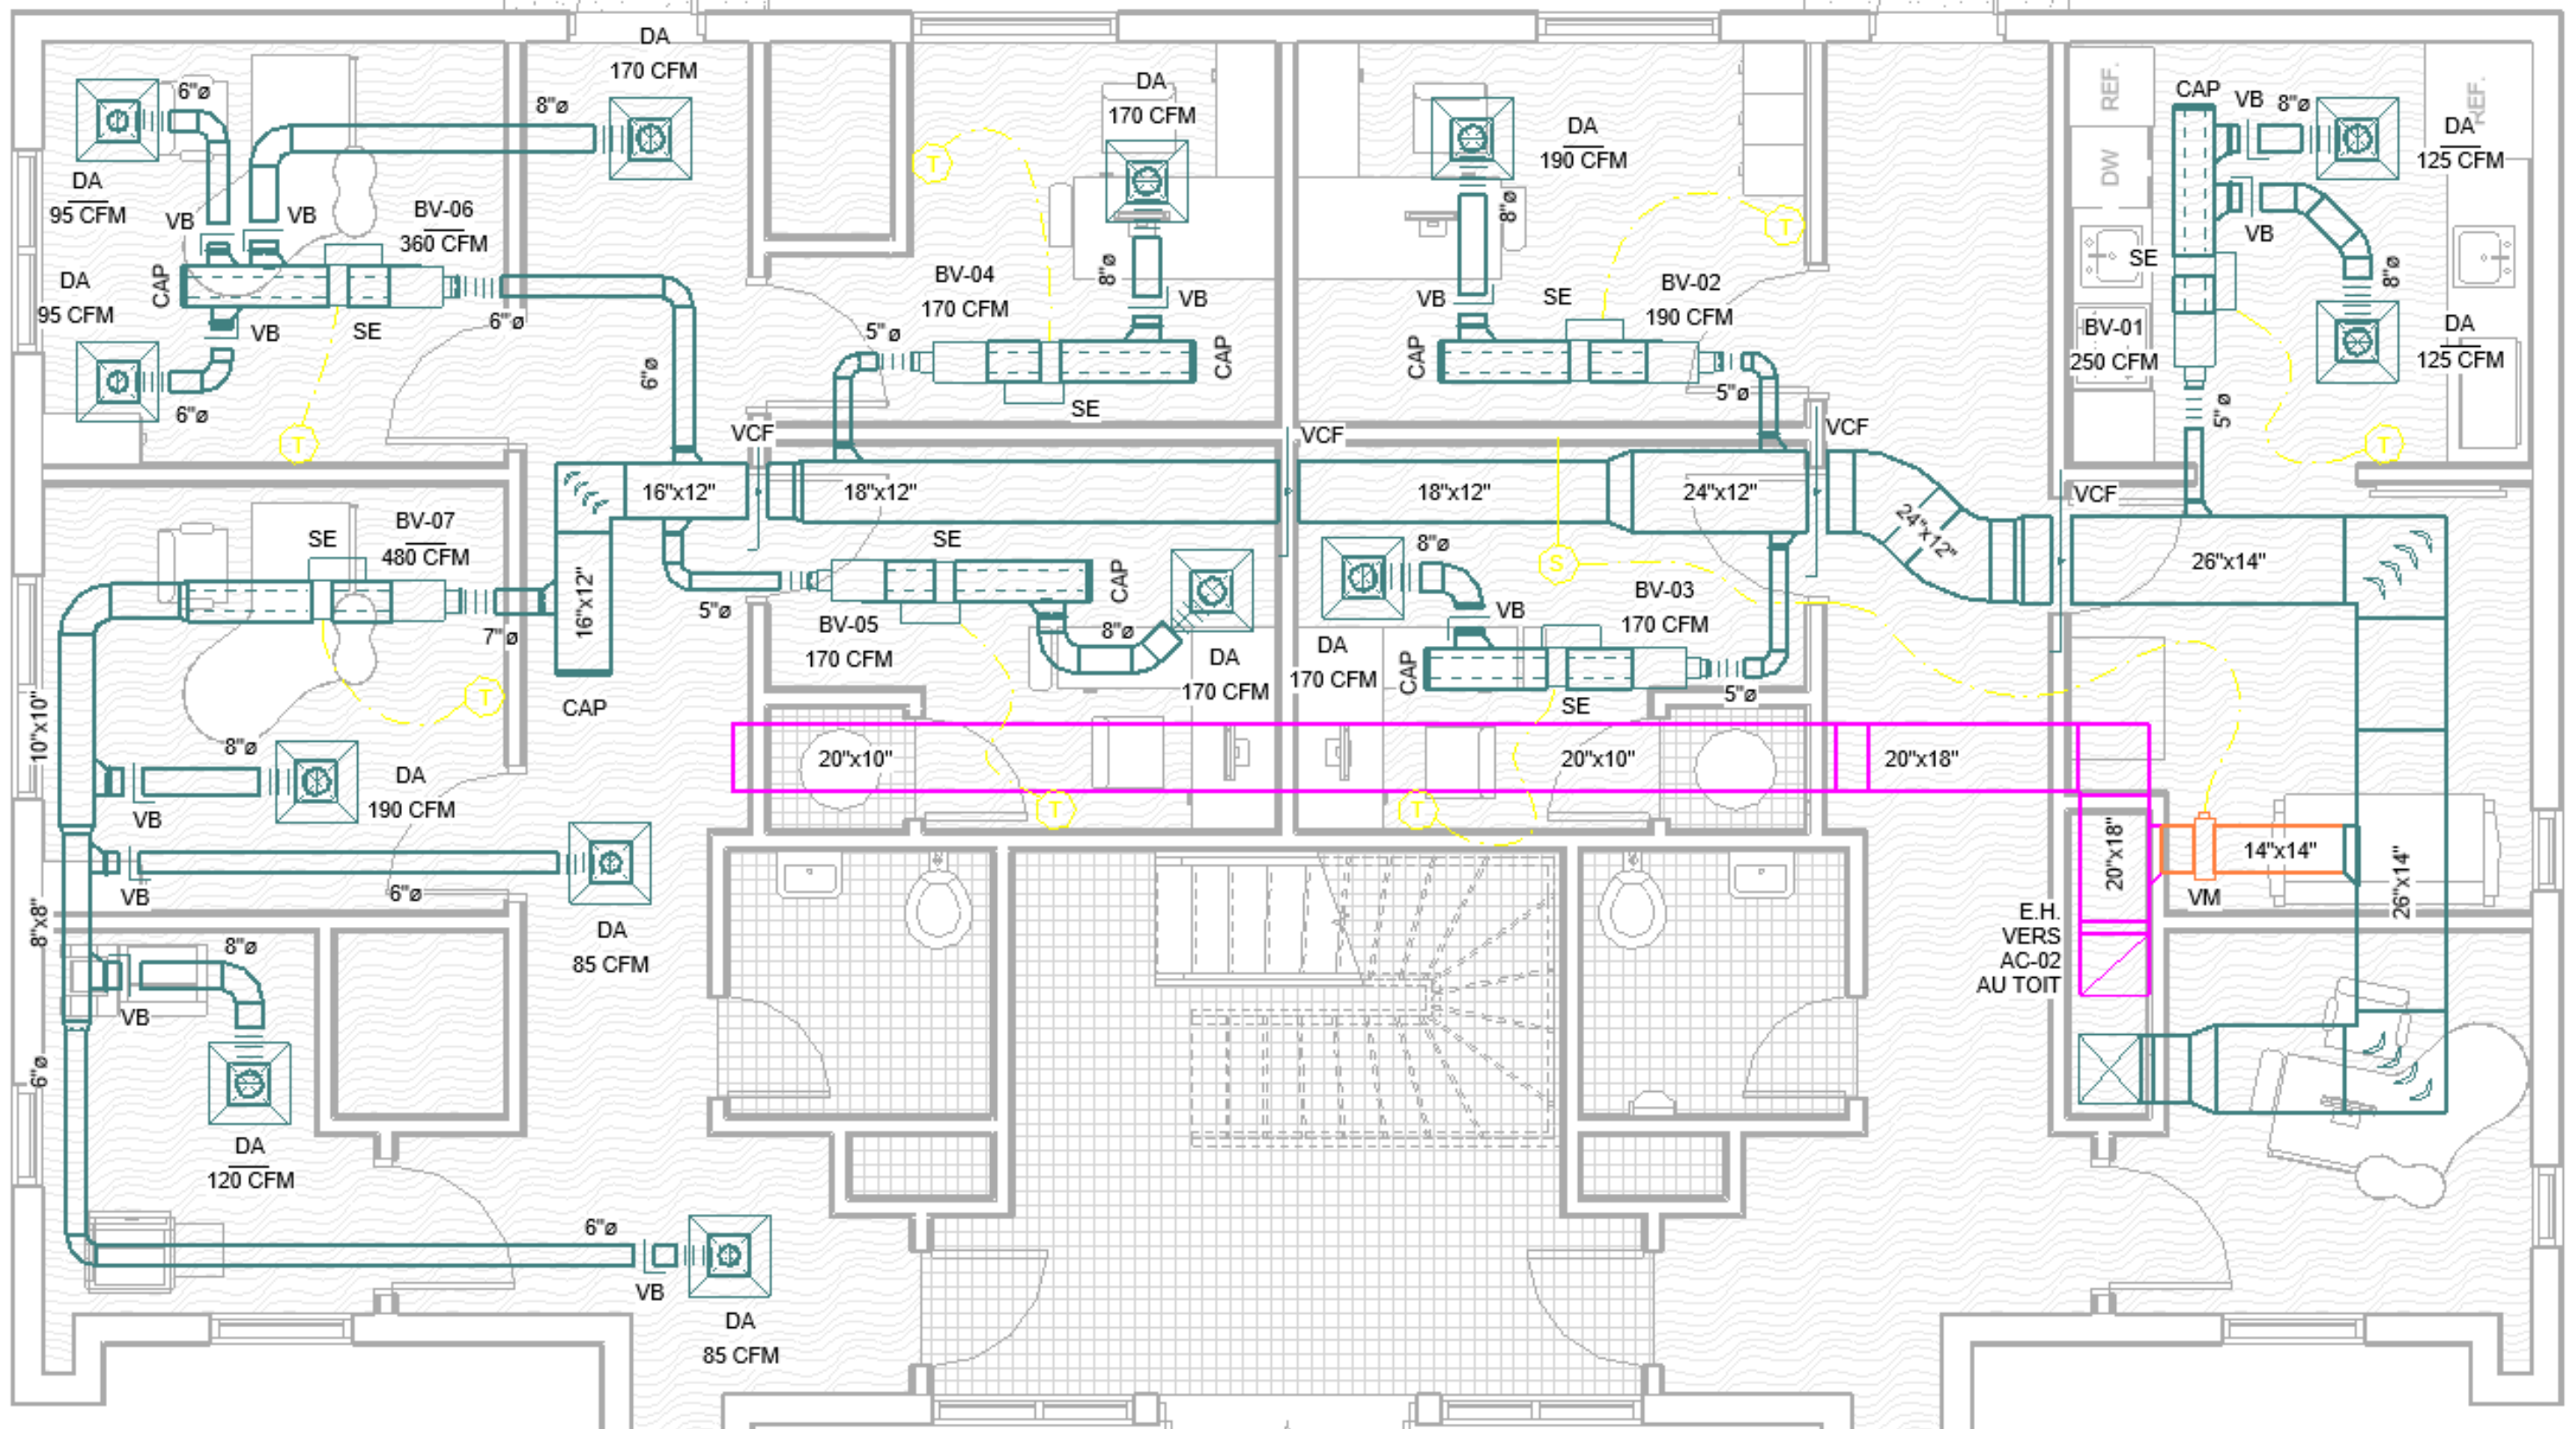 DA
170 CFM
6"ø
8"ø
DA
95 CFM
VB
VB
BV-06
360 CFM
DA
95 CFM
CAP
VB
SE
6"ø
6"ø
6"ø
T
DA
170 CFM
T
BV-04
170 CFM
8"ø
VB
5"ø
CAP
SE
VCF
DA
190 CFM
8"ø
T
BV-02
190 CFM
VB
SE
CAP
5"ø
VCF
VCF
REF.
REF.
DW
CAP
VB
8"ø
DA
125 CFM
VB
SE
8"ø
BV-01
250 CFM
DA
125 CFM
5"ø
T
VCF
16"x12"
18"x12"
18"x12"
24"x12"
24"x12"
26"x14"
BV-07
480 CFM
SE
16"x12"
7"ø
CAP
T
10"x10"
8"ø
DA
190 CFM
VB
VB
6"ø
DA
85 CFM
8"x8"
8"ø
VB
6"ø
DA
120 CFM
6"ø
VB
DA
85 CFM
SE
CAP
5"ø
BV-05
170 CFM
8"ø
DA
170 CFM
T
8"ø
S
BV-03
170 CFM
VB
DA
170 CFM
CAP
SE
5"ø
T
20"x10"
20"x10"
20"x18"
20"x18"
14"x14"
VM
26"x14"
E.H.
VERS
AC-02
AU TOIT